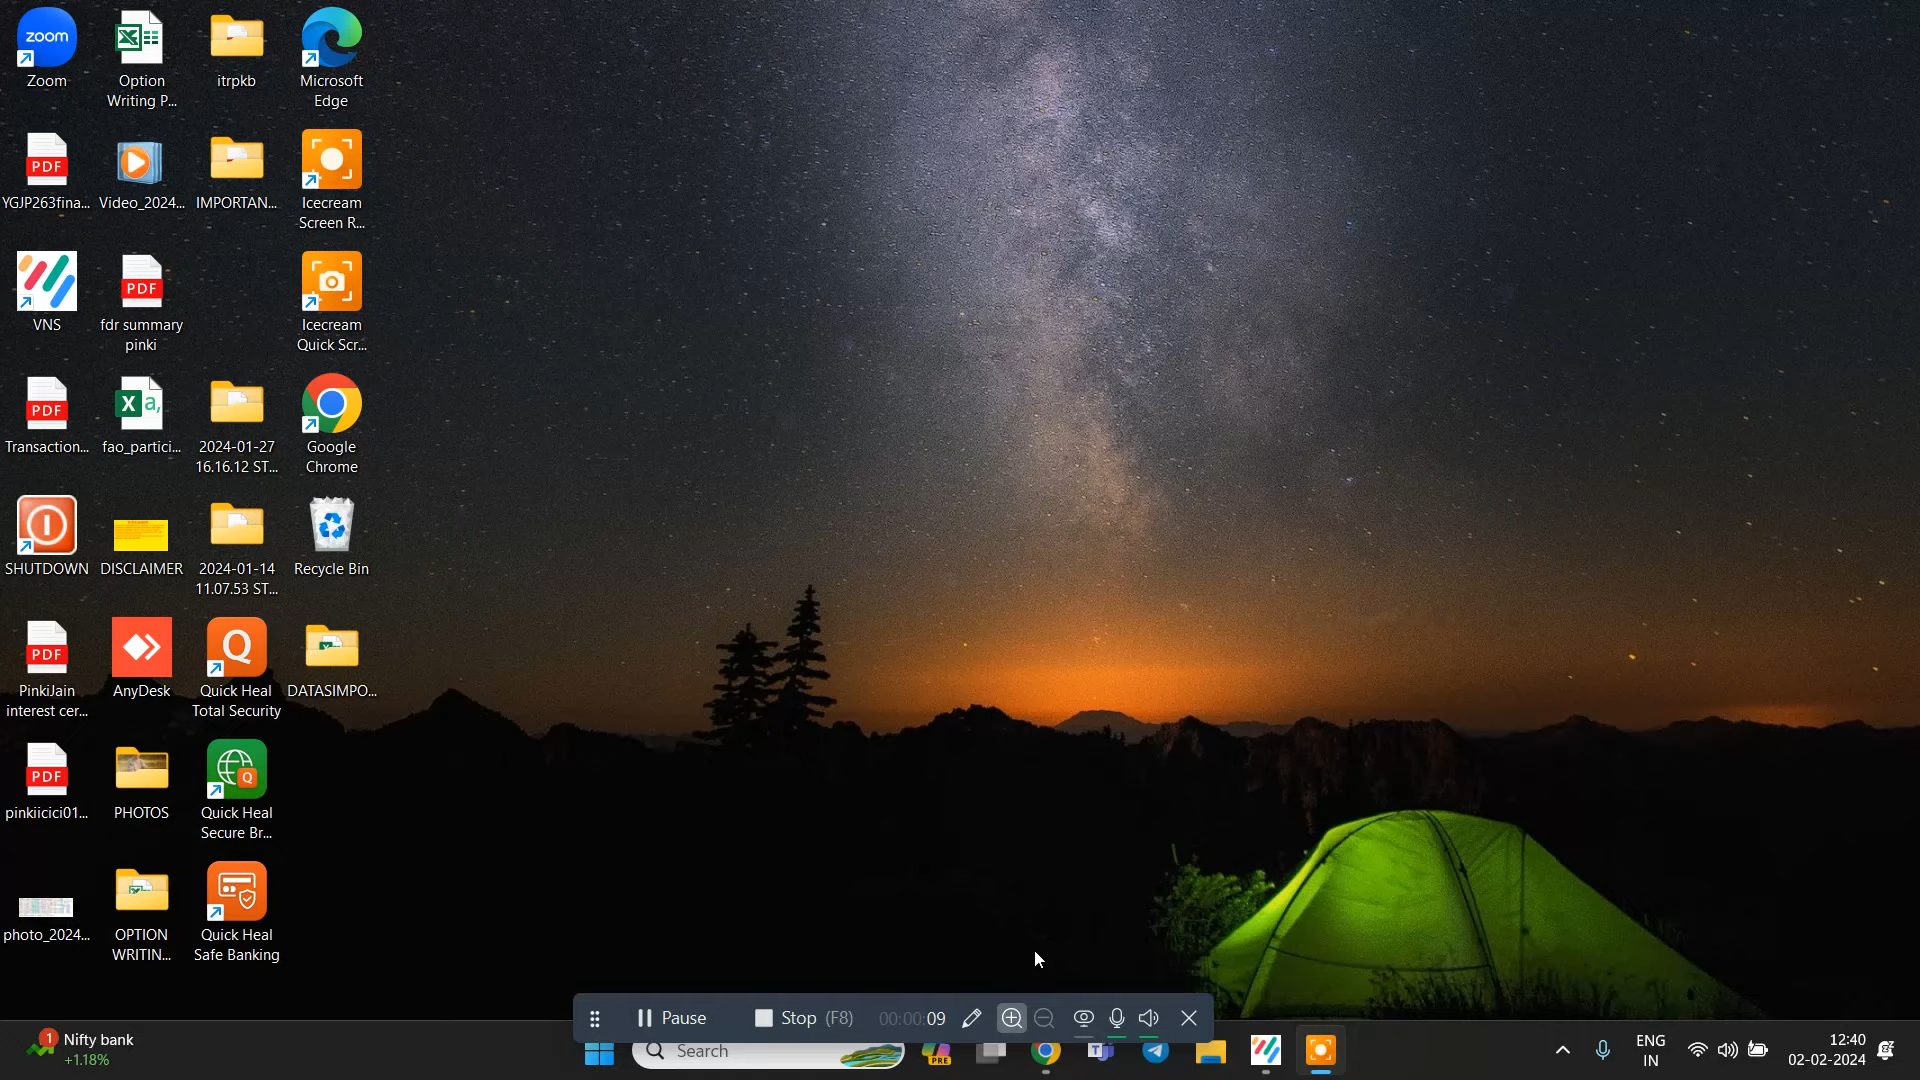 zoom
Zoom
Option
Writing P...
itrpkb
Microsoft
Edge
PDF
YGJP263fina...
Video_2024...
IMPORTAN...
Icecream
Screen R...
VNS
PDF
fdr summary
pinki
Icecream
Quick Scr...
PDF
Transaction...
X a,
fao_partici...
2024-01-27
16.16.12 ST...
Google
Chrome
SHUTDOWN
DISCLAIMER
2024-01-14
11.07.53 ST...
Recycle Bin
PDF
PinkiJain
interest cer...
AnyDesk
Q
Quick Heal
Total Security
DATASIMPO...
PDF
pinkiicici01...
PHOTOS
Q
Quick Heal
Secure Br...
photo_2024...
OPTION
WRITIN...
Quick Heal
Safe Banking
Pause
Stop (F8)
00:00:09
1
Nifty bank
+1.18%
Search
PRE
ENG
IN
12:40
02-02-2024